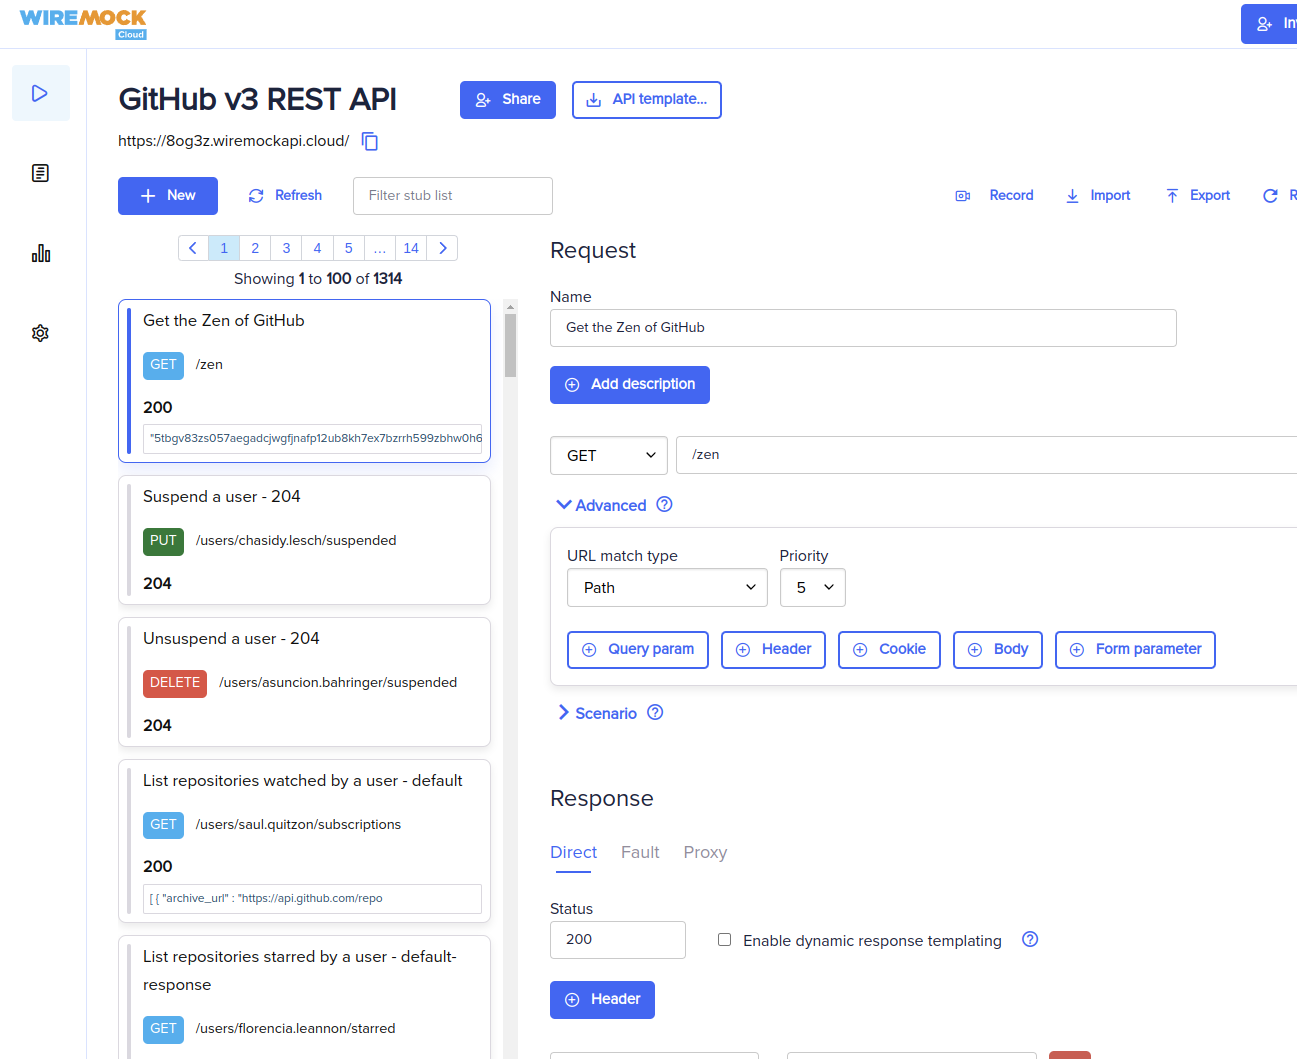 WIREMOCK
Cloud
GitHub v3 REST API
Share
API template...
https://8og3z.wiremockapi.cloud/
New
Refresh
Filter stub list
Record
Import
Export
1 2 3 4 5 ... 14
Showing 1 to 100 of 1314
Get the Zen of GitHub
GET /zen
200
"5tbgv83zs057aegadcjwgfjnafp12ub8kh7ex7bzrrh599zbhw0h6
Suspend a user - 204
PUT /users/chasidy.lesch/suspended
204
Unsuspend a user - 204
DELETE /users/asuncion.bahringer/suspended
204
List repositories watched by a user - default
GET /users/saul.quitzon/subscriptions
200
[ { "archive_url" : "https://api.github.com/repo
List repositories starred by a user - default-
response
GET /users/florencia.leannon/starred
Request
Name
Get the Zen of GitHub
Add description
GET /zen
Advanced
URL match type
Priority
Path
5
Query param
Header
Cookie
Body
Form parameter
Scenario
Response
Direct
Fault
Proxy
Status
200
Enable dynamic response templating
Header